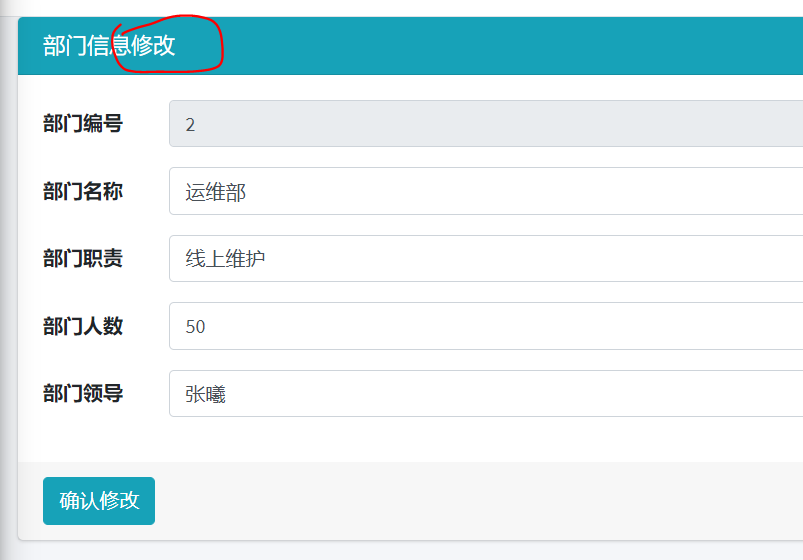 部门信息修改
部门编号 2
部门名称 运维部
部门职责 线上维护
部门人数 50
部门领导 张曦
确认修改